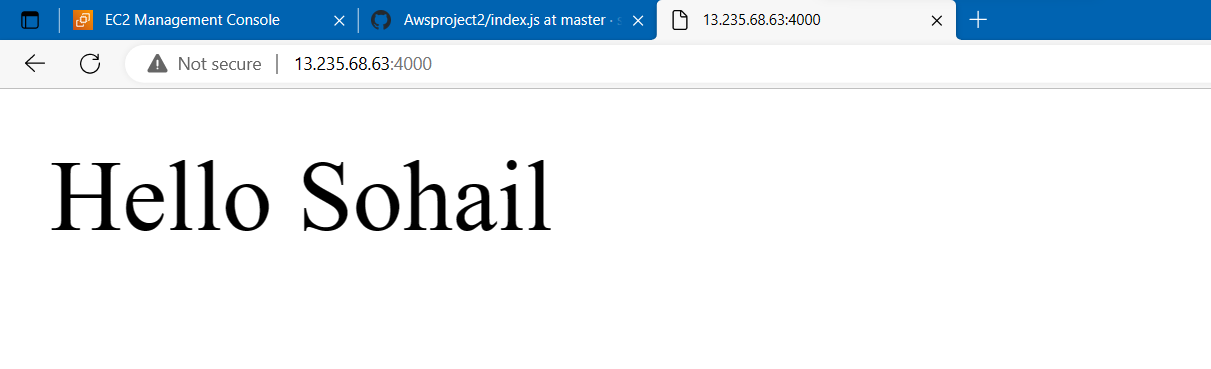 EC2 Management Console
Awsproject2/index.js at master ·
13.235.68.63:4000
Not secure
13.235.68.63:4000
Hello Sohail